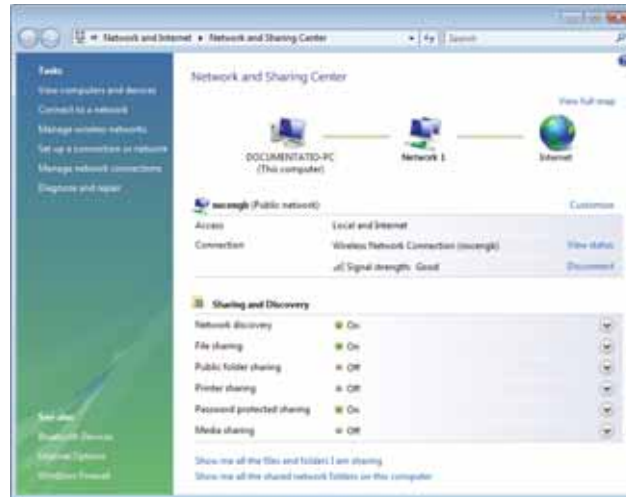 Network and Internet Network and Sharing Center
Search
Tasks
View computers and devices
Connect to a network
Manage wireless networks
Set up a connection or network
Manage network connections
Diagnose and repair
Network and Sharing Center
View full map
DOCUMENTATIO-PC
(This computer)
Network 1
Internet
(Public network)
Customize
Access
Local and Internet
Connection
Wireless Network Connection
View status
Signal strength: Good
Disconnect
Sharing and Discovery
Network discovery
On
File sharing
On
Public folder sharing
Off
Printer sharing
Off
Password protected sharing
On
Media sharing
Off
See also
Bluetooth Devices
Internet Options
Windows Firewall
Show me all the files and folders I am sharing
Show me all the shared network folders on this computer